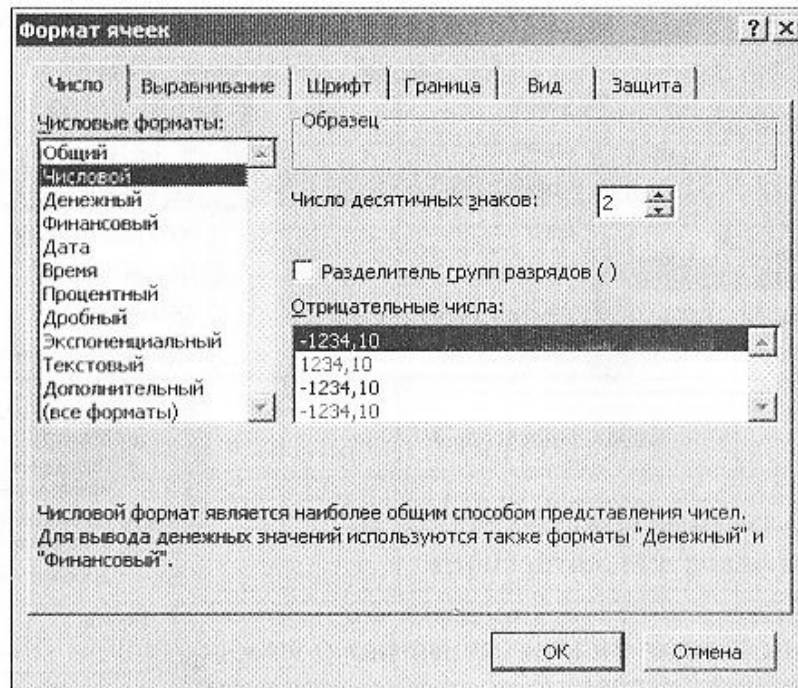 Формат ячеек ? ×
Число Выравнивание Шрифт Граница Вид Защита
Числовые форматы:
Общий
Числовой
Денежный
Финансовый
Дата
Время
Процентный
Дробный
Экспоненциальный
Текстовый
Дополнительный
(все форматы)
Образец
Число десятичных знаков: 2
Разделитель групп разрядов ( )
Отрицательные числа:
-1234,10
1234,10
-1234,10
-1234,10
Числовой формат является наиболее общим способом представления чисел.
Для вывода денежных значений используются также форматы "Денежный" и
"Финансовый".
ОК Отмена